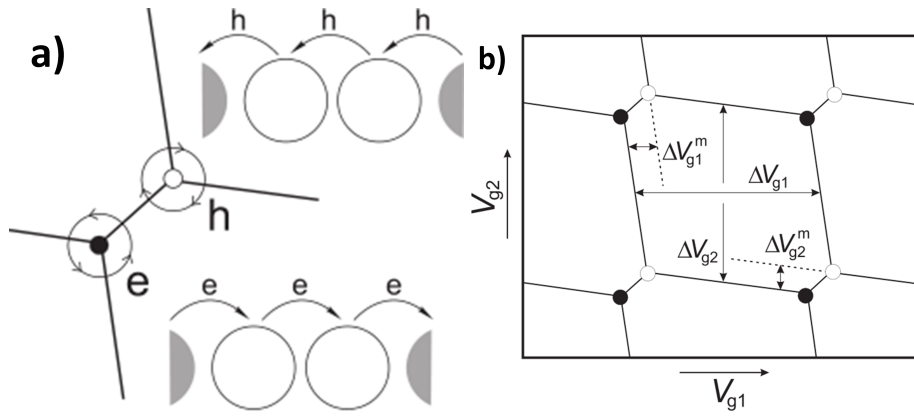 a)
h h h
h
e
e e e
b)
ΔV_g1^m
ΔV_g1
ΔV_g2
ΔV_g2^m
V_g2
V_g1